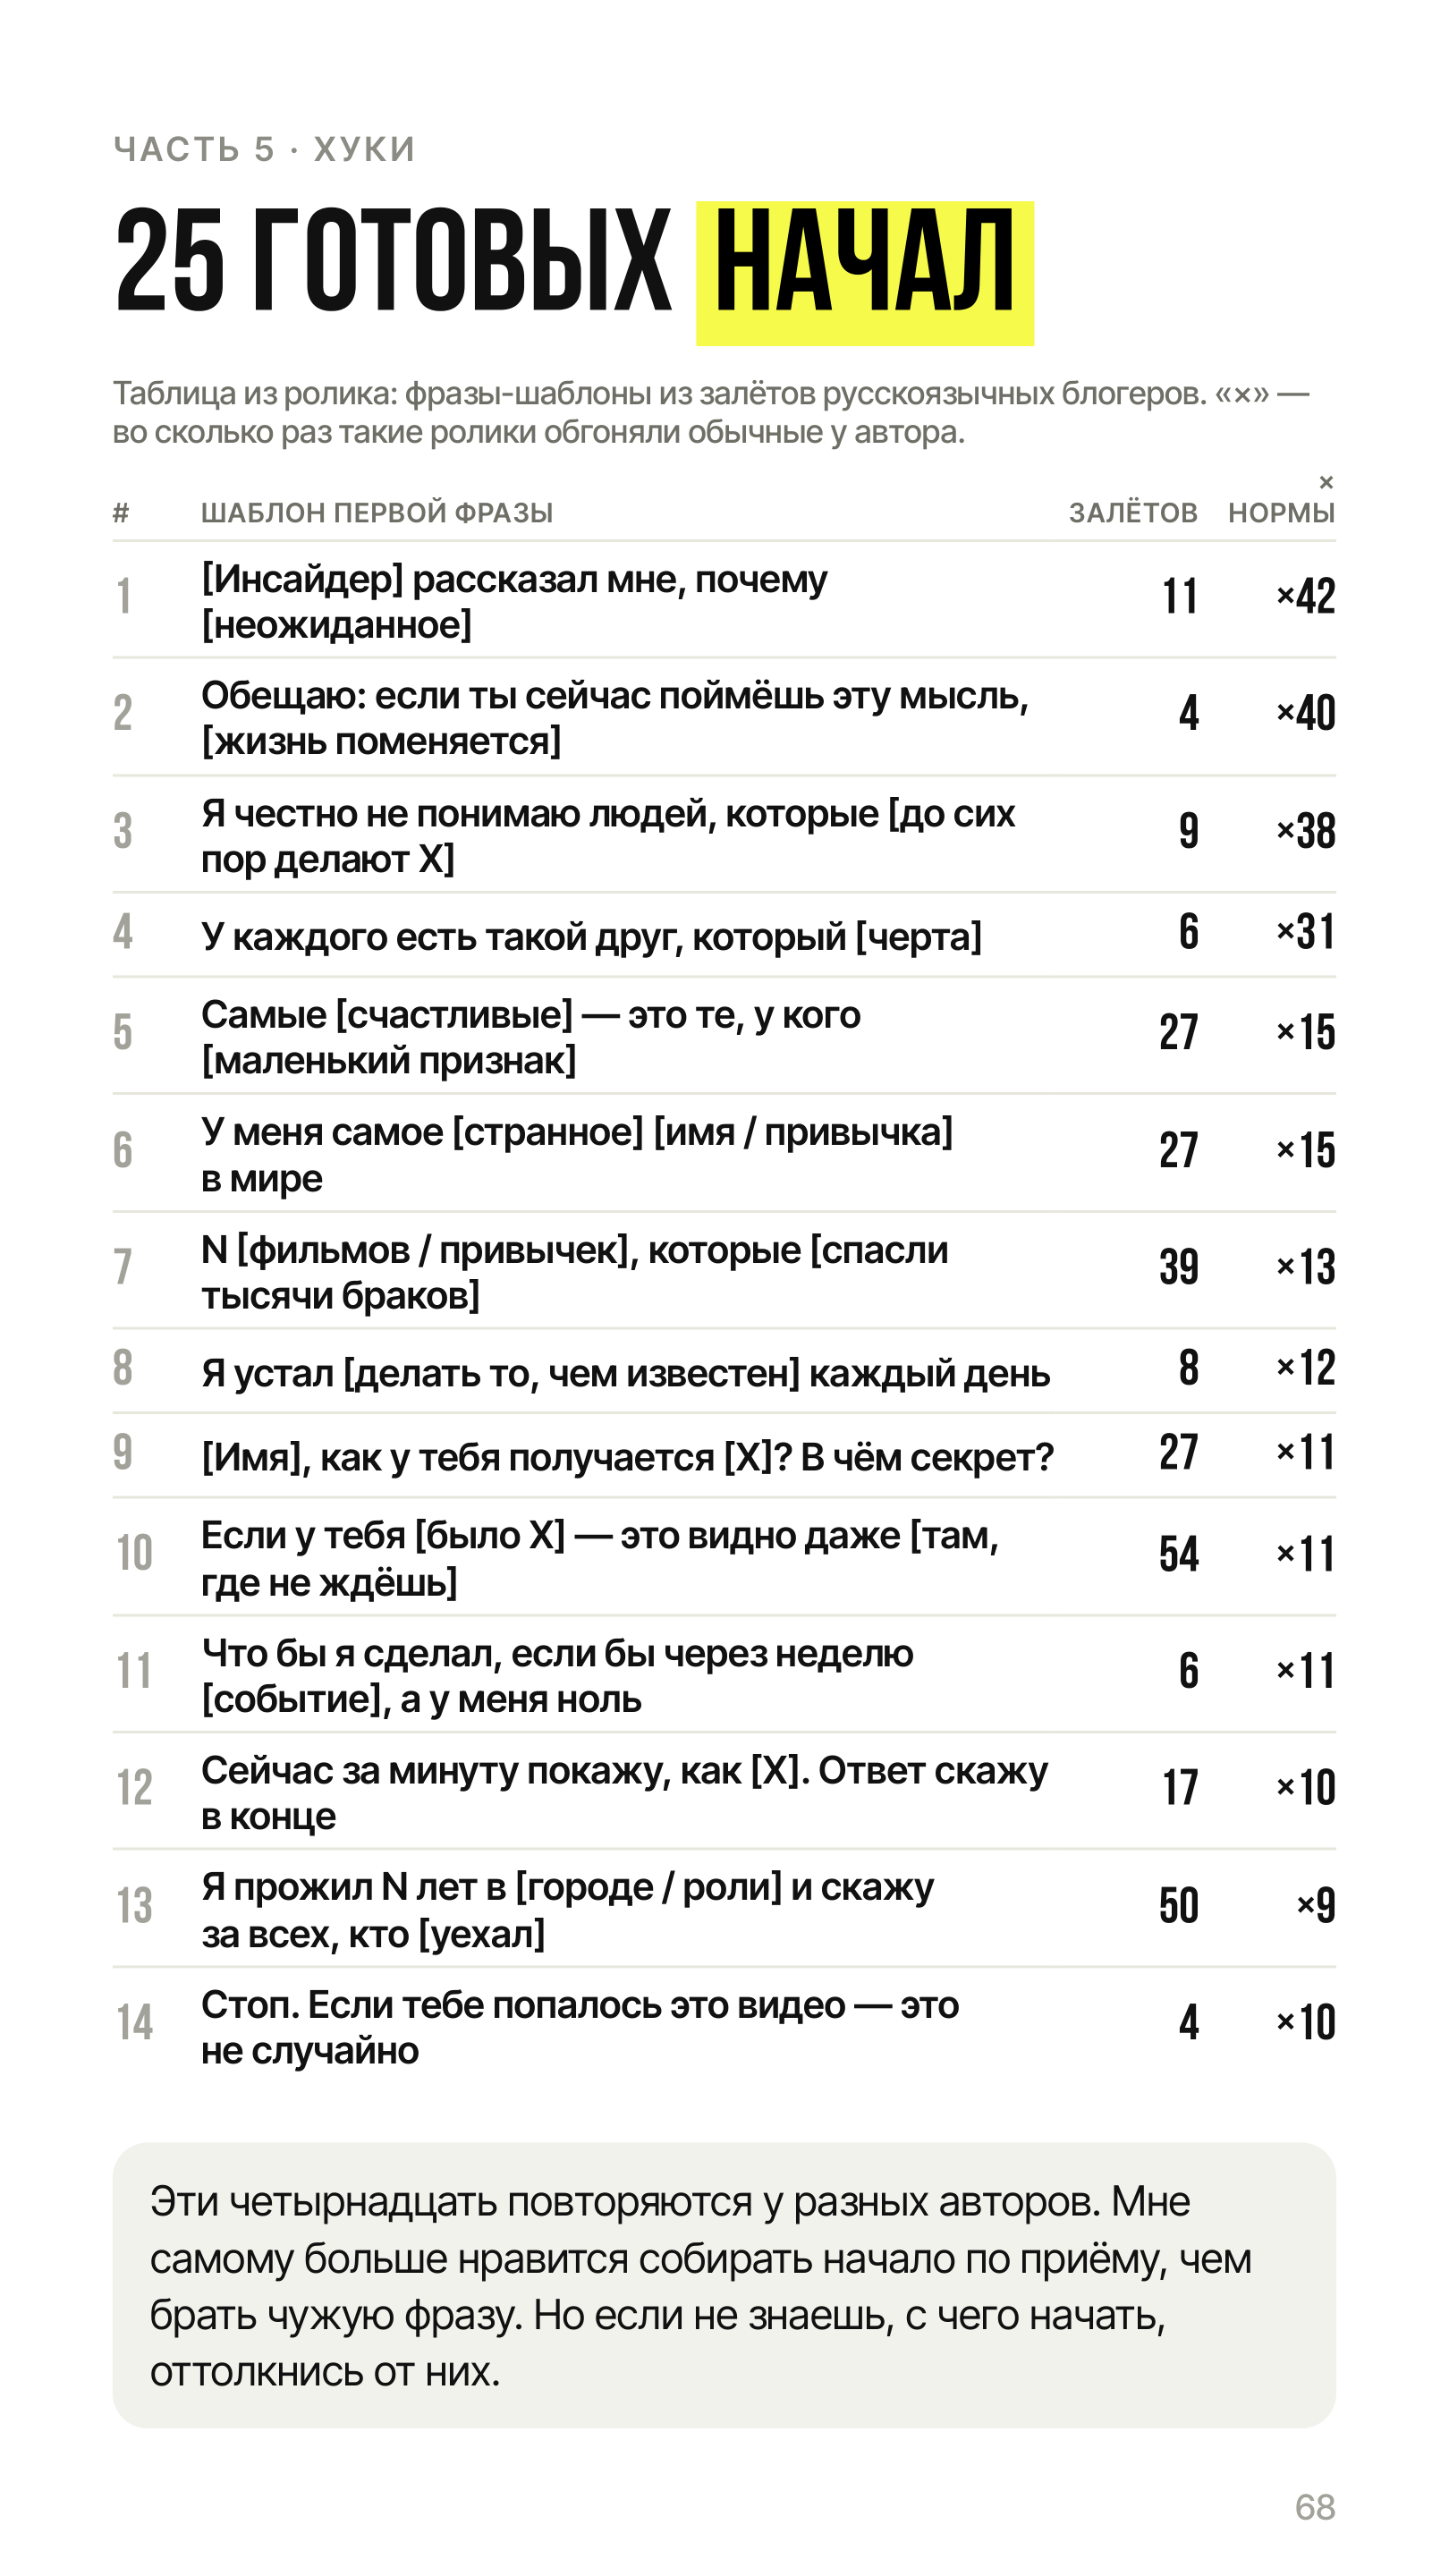 ЧАСТЬ 5 · ХУКИ
25 ГОТОВЫХ НАЧАЛ
Таблица из ролика: фразы-шаблоны из залётов русскоязычных блогеров. «×» —
во сколько раз такие ролики обгоняли обычные у автора.
# ШАБЛОН ПЕРВОЙ ФРАЗЫ ЗАЛЁТОВ × НОРМЫ
1 [Инсайдер] рассказал мне, почему
[неожиданное] 11 ×42
2 Обещаю: если ты сейчас поймёшь эту мысль,
[жизнь поменяется] 4 ×40
3 Я честно не понимаю людей, которые [до сих
пор делают X] 9 ×38
4 У каждого есть такой друг, который [черта] 6 ×31
5 Самые [счастливые] — это те, у кого
[маленький признак] 27 ×15
6 У меня самое [странное] [имя / привычка]
в мире 27 ×15
7 N [фильмов / привычек], которые [спасли
тысячи браков] 39 ×13
8 Я устал [делать то, чем известен] каждый день 8 ×12
9 [Имя], как у тебя получается [X]? В чём секрет? 27 ×11
10 Если у тебя [было X] — это видно даже [там,
где не ждёшь] 54 ×11
11 Что бы я сделал, если бы через неделю
[событие], а у меня ноль 6 ×11
12 Сейчас за минуту покажу, как [X]. Ответ скажу
в конце 17 ×10
13 Я прожил N лет в [городе / роли] и скажу
за всех, кто [уехал] 50 ×9
14 Стоп. Если тебе попалось это видео — это
не случайно 4 ×10
Эти четырнадцать повторяются у разных авторов. Мне
самому больше нравится собирать начало по приёму, чем
брать чужую фразу. Но если не знаешь, с чего начать,
оттолкнись от них.
68